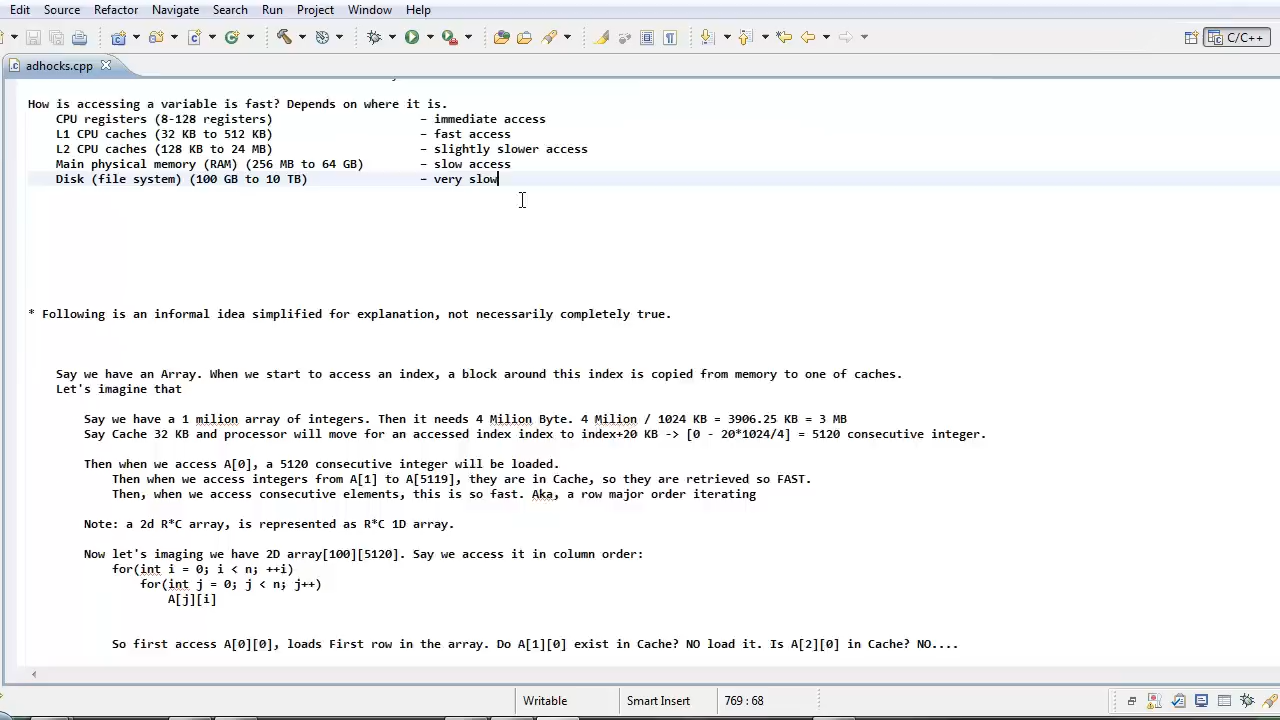 Edit Source Refactor Navigate Search Run Project Window Help
C/C++
adhocks.cpp
How is accessing a variable is fast? Depends on where it is.
CPU registers (8-128 registers) - immediate access
L1 CPU caches (32 KB to 512 KB) - fast access
L2 CPU caches (128 KB to 24 MB) - slightly slower access
Main physical memory (RAM) (256 MB to 64 GB) - slow access
Disk (file system) (100 GB to 10 TB) - very slow
* Following is an informal idea simplified for explanation, not necessarily completely true.
Say we have an Array. When we start to access an index, a block around this index is copied from memory to one of caches.
Let's imagine that
Say we have a 1 milion array of integers. Then it needs 4 Milion Byte. 4 Milion / 1024 KB = 3906.25 KB = 3 MB
Say Cache 32 KB and processor will move for an accessed index index to index+20 KB -> [0 - 20*1024/4] = 5120 consecutive integer.
Then when we access A[0], a 5120 consecutive integer will be loaded.
Then when we access integers from A[1] to A[5119], they are in Cache, so they are retrieved so FAST.
Then, when we access consecutive elements, this is so fast. Aka, a row major order iterating
Note: a 2d R*C array, is represented as R*C 1D array.
Now let's imaging we have 2D array[100][5120]. Say we access it in column order:
for(int i = 0; i < n; ++i)
for(int j = 0; j < n; j++)
A[j][i]
So first access A[0][0], loads First row in the array. Do A[1][0] exist in Cache? NO load it. Is A[2][0] in Cache? NO....
Writable Smart Insert 769 : 68